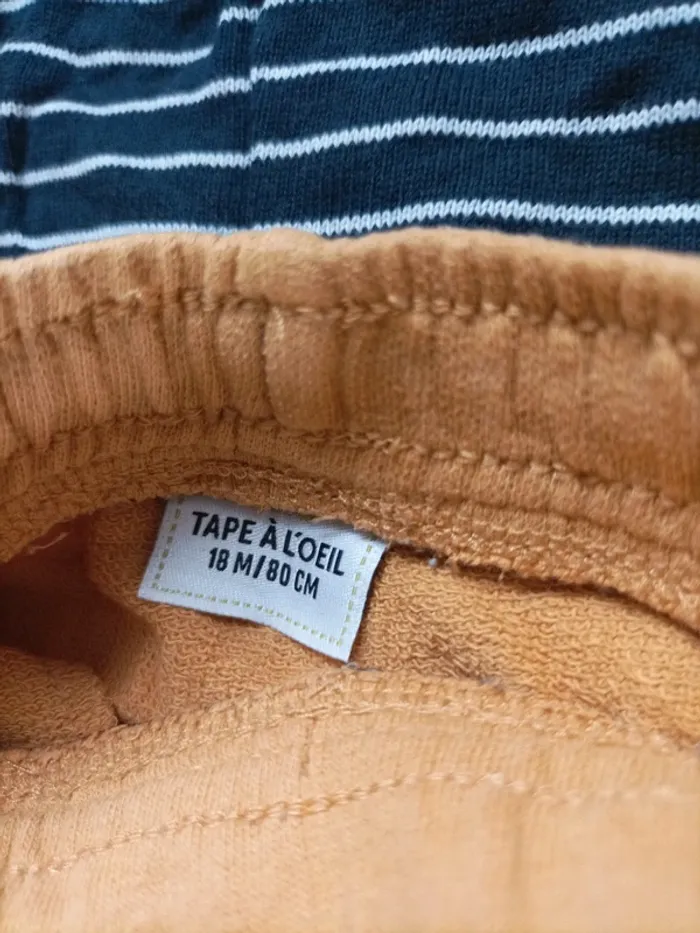 TAPE À L'OEIL
18 M/80 CM